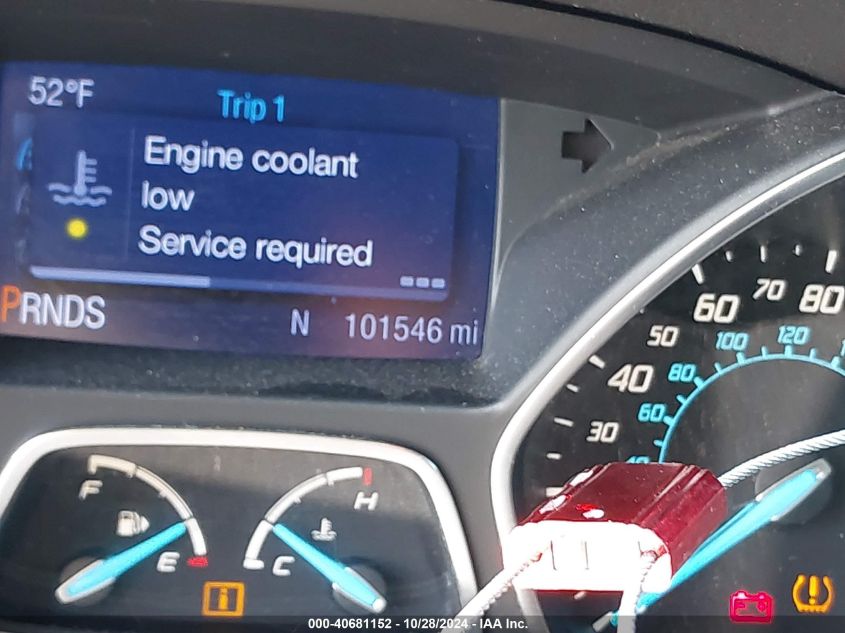 52°F
Trip 1
Engine coolant
low
Service required
PRNDS
N 101546 mi
F
E
H
C
i
30
40
50
60
70
80
60
80
100
120
000-40681152 - 10/28/2024 - IAA Inc.